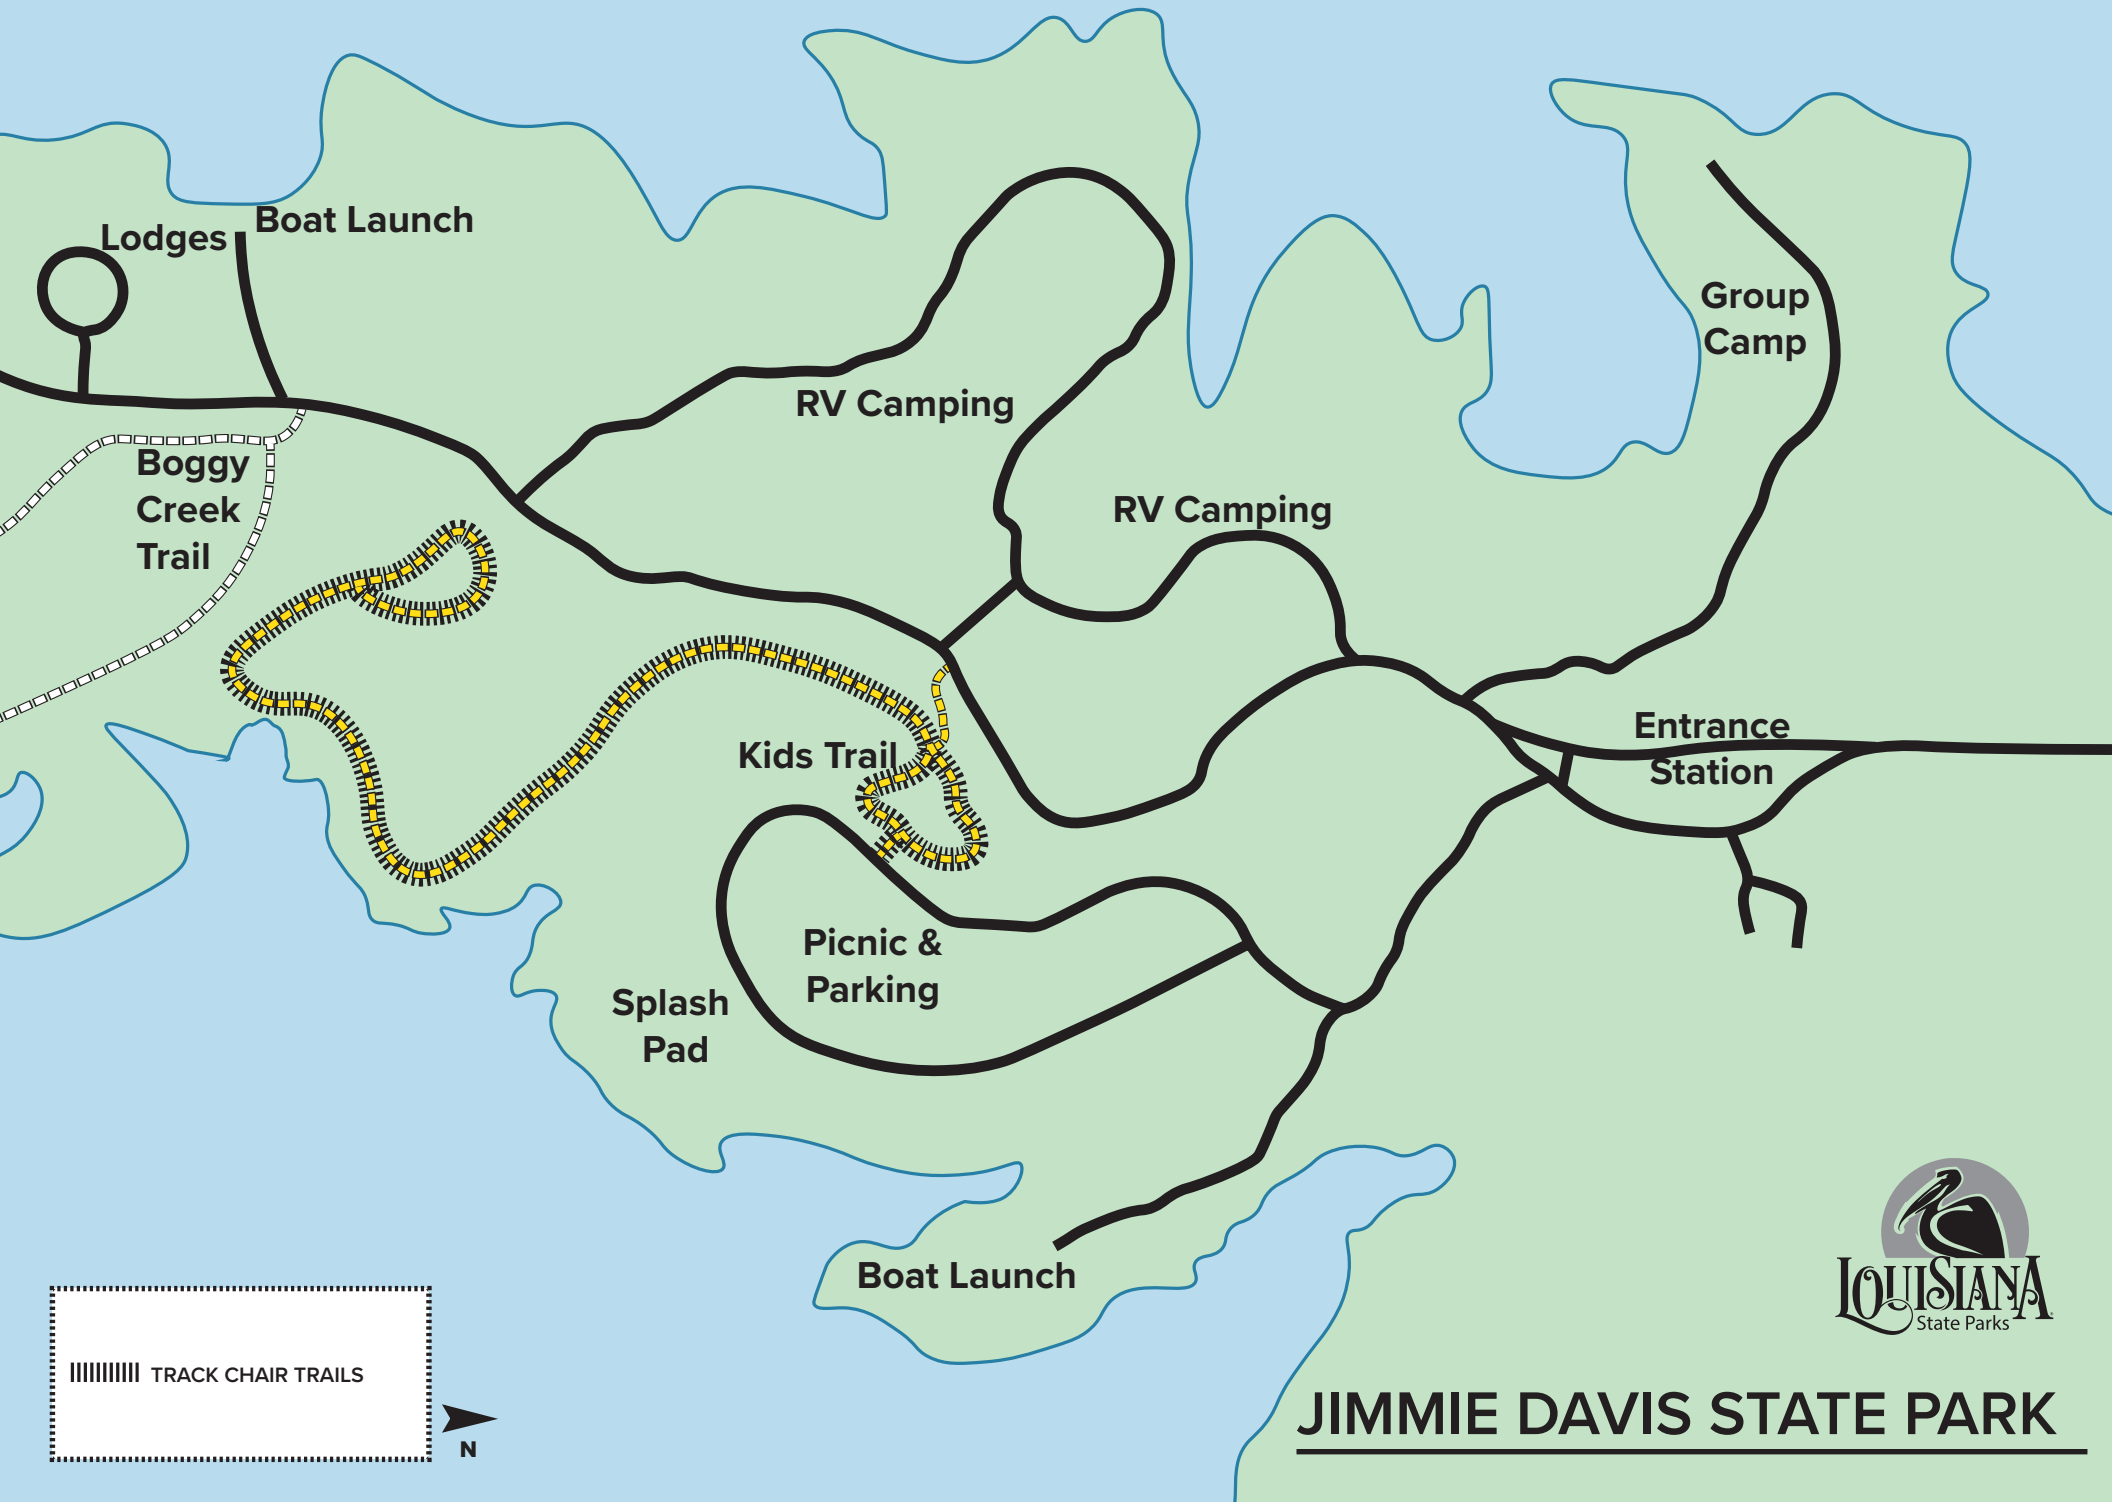 Lodges
Boat Launch
Group
Camp
RV Camping
Boggy
Creek
Trail
RV Camping
Entrance
Station
Kids Trail
Picnic &
Parking
Splash
Pad
Boat Launch
LOUISIANA
State Parks
TRACK CHAIR TRAILS
N
JIMMIE DAVIS STATE PARK